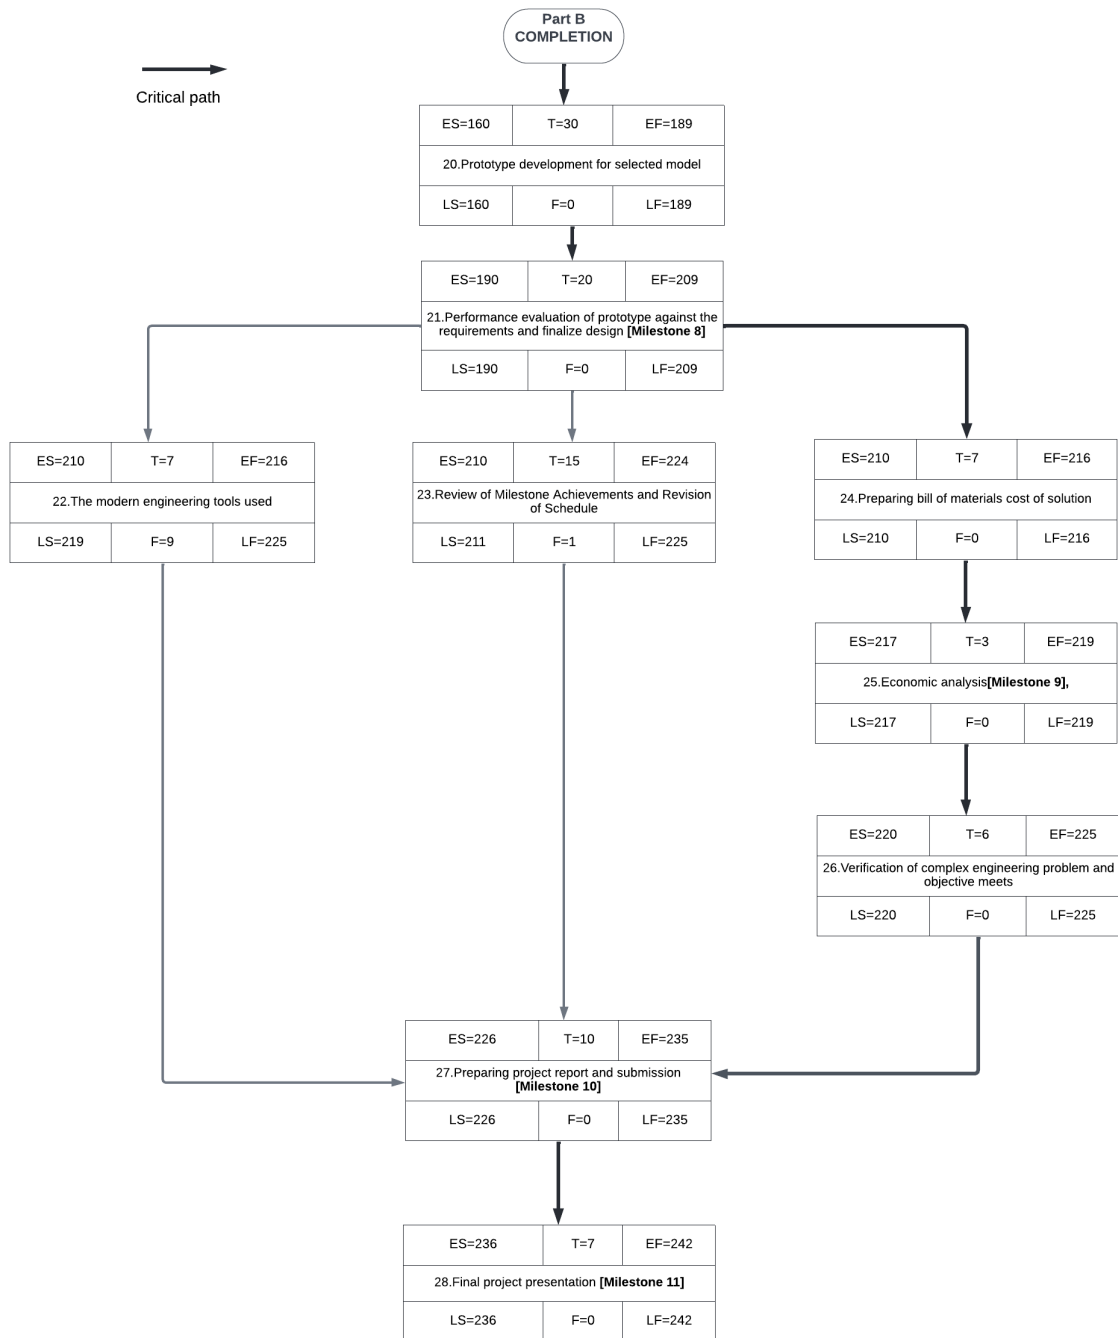 Part B
COMPLETION
Critical path
ES=160 T=30 EF=189
20.Prototype development for selected model
LS=160 F=0 LF=189
ES=190 T=20 EF=209
21.Performance evaluation of prototype against the
requirements and finalize design [Milestone 8]
LS=190 F=0 LF=209
ES=210 T=7 EF=216
22.The modern engineering tools used
LS=219 F=9 LF=225
ES=210 T=15 EF=224
23.Review of Milestone Achievements and Revision
of Schedule
LS=211 F=1 LF=225
ES=210 T=7 EF=216
24.Preparing bill of materials cost of solution
LS=210 F=0 LF=216
ES=217 T=3 EF=219
25.Economic analysis[Milestone 9],
LS=217 F=0 LF=219
ES=220 T=6 EF=225
26.Verification of complex engineering problem and
objective meets
LS=220 F=0 LF=225
ES=226 T=10 EF=235
27.Preparing project report and submission
[Milestone 10]
LS=226 F=0 LF=235
ES=236 T=7 EF=242
28.Final project presentation [Milestone 11]
LS=236 F=0 LF=242